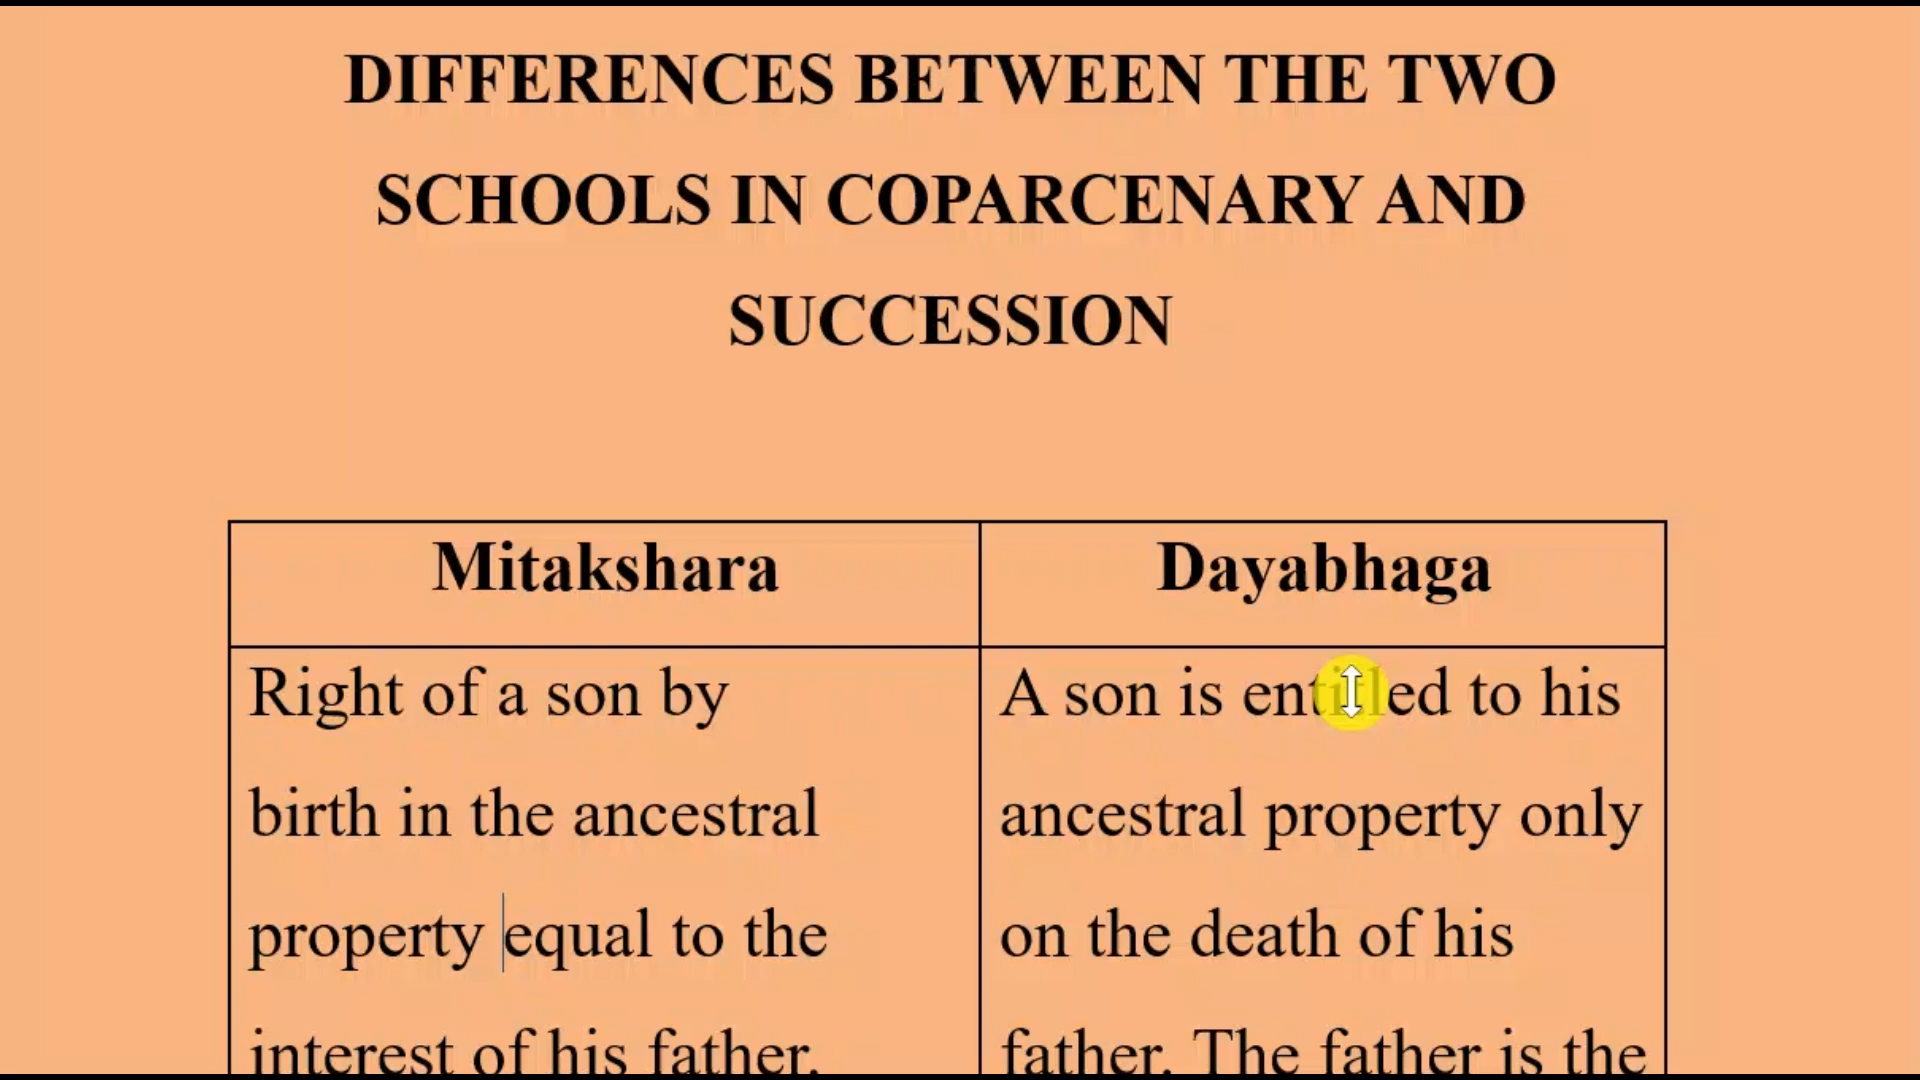 DIFFERENCES BETWEEN THE TWO
SCHOOLS IN COPARCENARY AND
SUCCESSION
Mitakshara
Dayabhaga
Right of a son by
birth in the ancestral
property equal to the
interest of his father.
A son is entitled to his
ancestral property only
on the death of his
father. The father is the